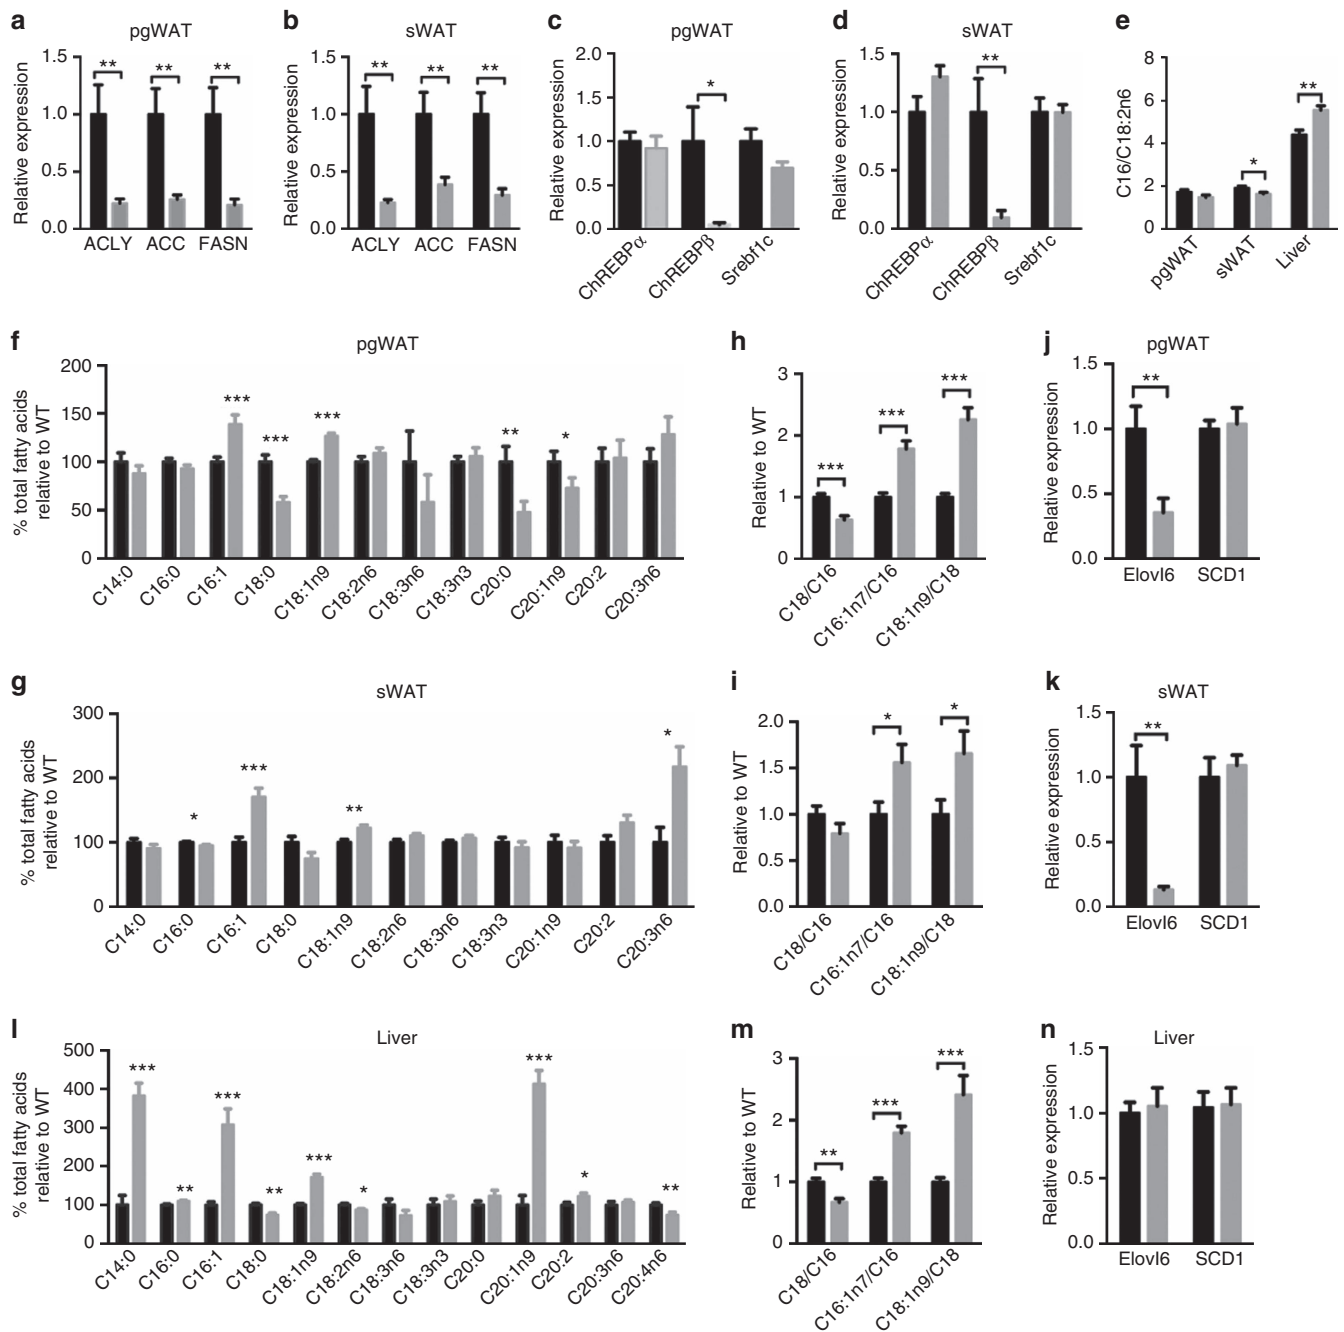 a
pgWAT
Relative expression
1.5
1.0
0.5
0.0
** ** **
ACLY ACC FASN
b
sWAT
Relative expression
1.5
1.0
0.5
0.0
** ** **
ACLY ACC FASN
c
pgWAT
Relative expression
2.0
1.5
1.0
0.5
0.0
*
ChREBPα
ChREBPβ
Srebf1c
d
sWAT
Relative expression
1.5
1.0
0.5
0.0
**
ChREBPα
ChREBPβ
Srebf1c
e
C16/C18:2n6
8
6
4
2
0
*
**
pgWAT
sWAT
Liver
f
pgWAT
% total fatty acids
relative to WT
200
150
100
50
0
*** *** *** ** *
C14:0
C16:0
C16:1
C18:0
C18:1n9
C18:2n6
C18:3n6
C18:3n3
C20:0
C20:1n9
C20:2
C20:3n6
h
Relative to WT
3
2
1
0
*** *** ***
C18/C16
C16:1n7/C16
C18:1n9/C18
j
pgWAT
Relative expression
1.5
1.0
0.5
0.0
**
Elovl6 SCD1
g
sWAT
% total fatty acids
relative to WT
300
200
100
0
* *** ** *
C14:0
C16:0
C16:1
C18:0
C18:1n9
C18:2n6
C18:3n6
C18:3n3
C20:1n9
C20:2
C20:3n6
i
Relative to WT
2.0
1.5
1.0
0.5
0.0
* *
C18/C16
C16:1n7/C16
C18:1n9/C18
k
sWAT
Relative expression
1.5
1.0
0.5
0.0
**
Elovl6 SCD1
l
Liver
% total fatty acids
relative to WT
500
400
300
200
100
0
*** ** *** ** *** * *** * **
C14:0
C16:0
C16:1
C18:0
C18:1n9
C18:2n6
C18:3n6
C18:3n3
C20:0
C20:1n9
C20:2
C20:3n6
C20:4n6
m
Relative to WT
3
2
1
0
** *** ***
C18/C16
C16:1n7/C16
C18:1n9/C18
n
Liver
Relative expression
1.5
1.0
0.5
0.0
Elovl6 SCD1